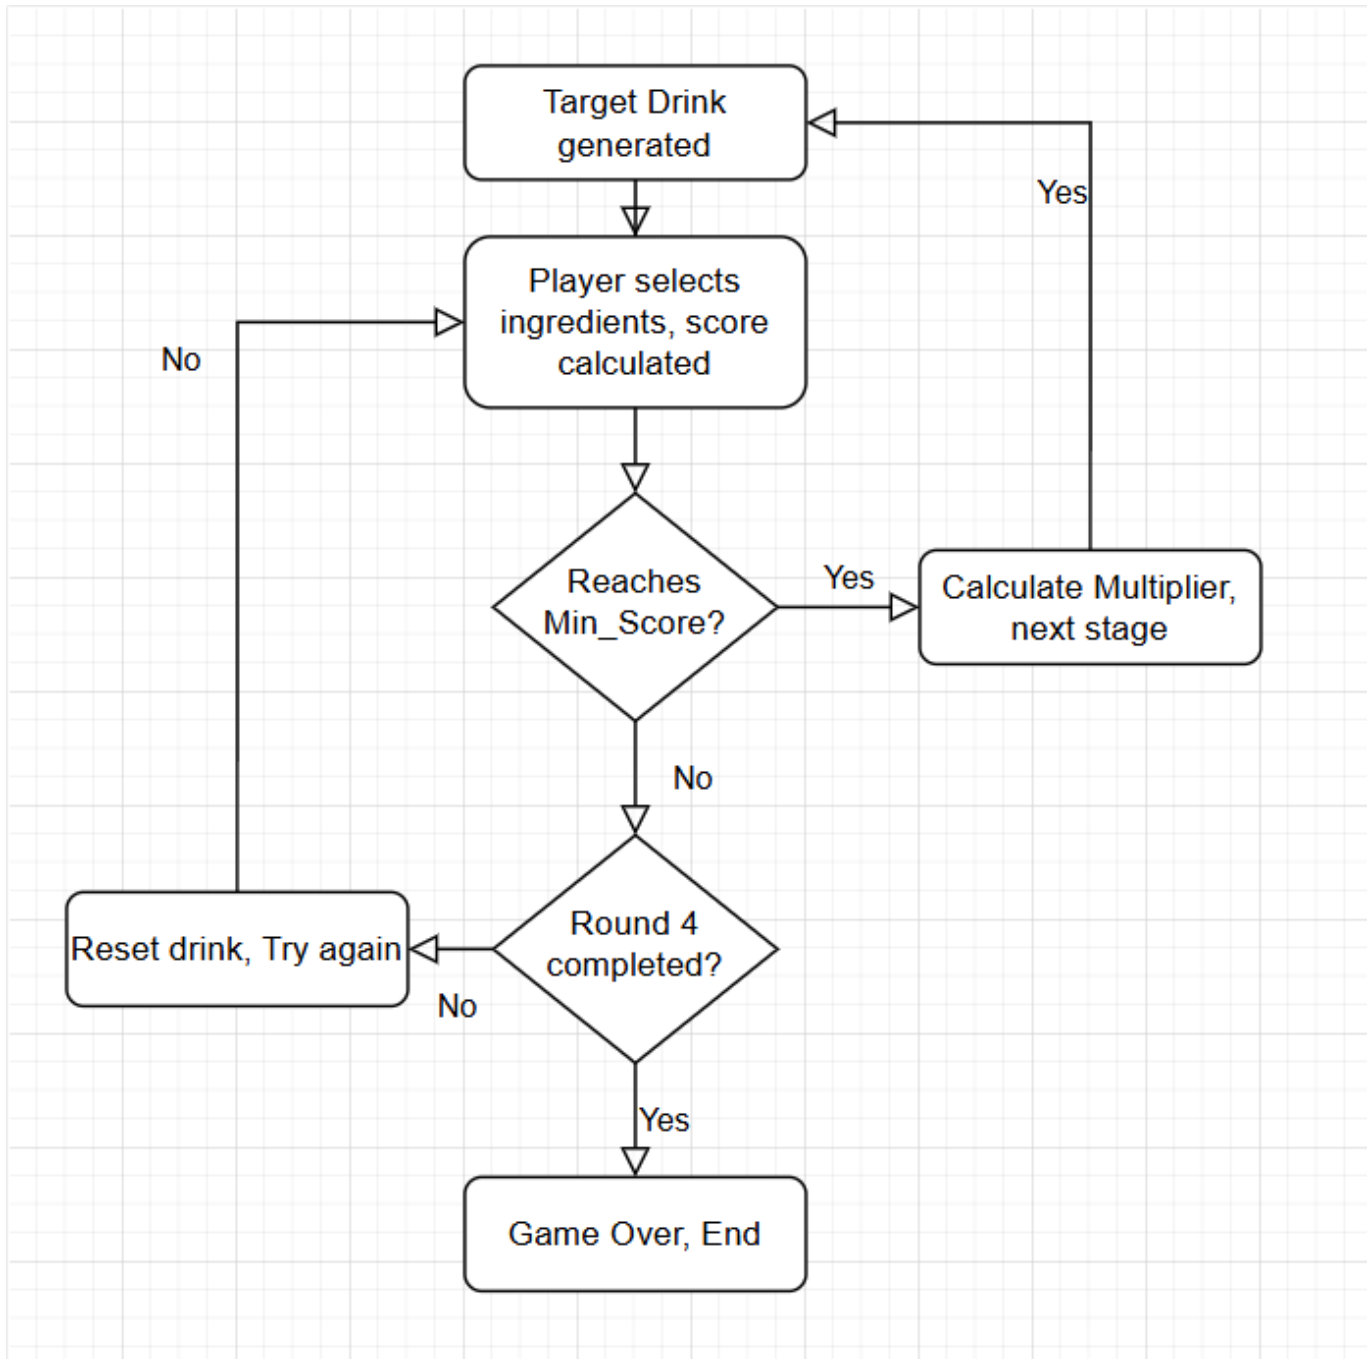 Target Drink
generated
Yes
Player selects
ingredients, score
calculated
No
Reaches
Min_Score?
Yes
Calculate Multiplier,
next stage
No
Round 4
completed?
Reset drink, Try again
No
Yes
Game Over, End